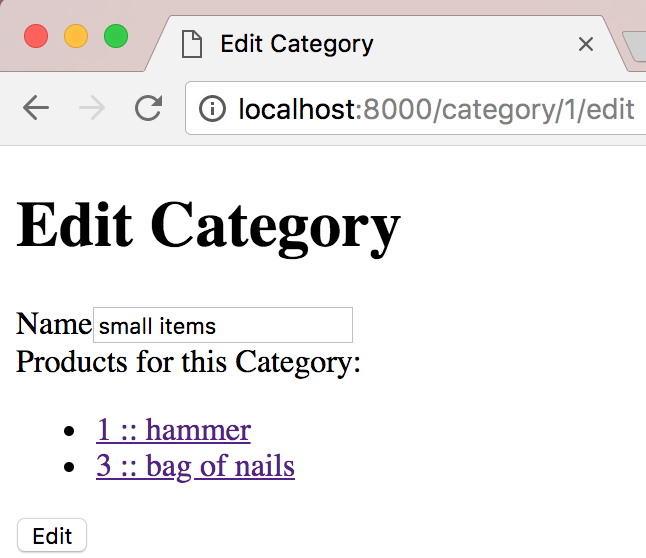 Edit Category
localhost:8000/category/1/edit
Edit Category
Name small items
Products for this Category:
1 :: hammer
3 :: bag of nails
Edit